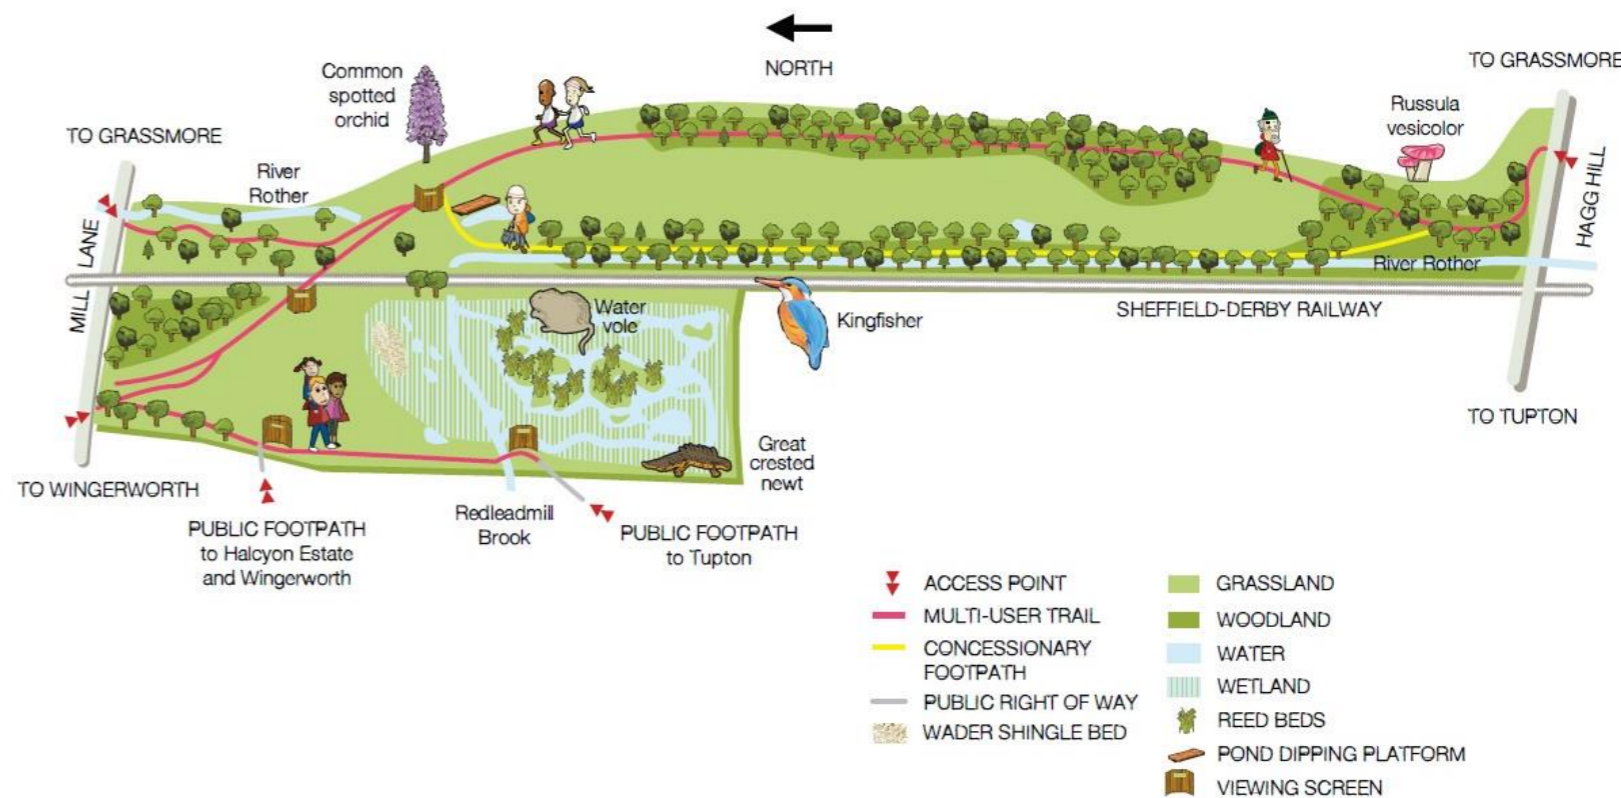 NORTH
TO GRASSMORE
Common
spotted
orchid
Russula
vesicolor
TO GRASSMORE
River
Rother
MILL LANE
HAGG HILL
River Rother
Water
vole
Kingfisher
SHEFFIELD-DERBY RAILWAY
TO TUPTON
Great
crested
newt
TO WINGERWORTH
Redleadmill
Brook
PUBLIC FOOTPATH
to Halcyon Estate
and Wingerworth
PUBLIC FOOTPATH
to Tupton
ACCESS POINT
MULTI-USER TRAIL
CONCESSIONARY
FOOTPATH
PUBLIC RIGHT OF WAY
WADER SHINGLE BED
GRASSLAND
WOODLAND
WATER
WETLAND
REED BEDS
POND DIPPING PLATFORM
VIEWING SCREEN